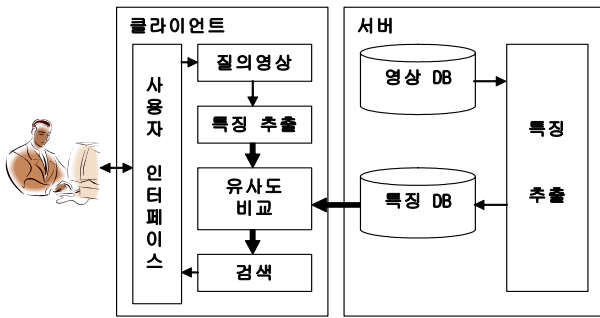 클라이언트
사용자 인터페이스
질의영상
특징 추출
유사도
비교
검색
서버
영상 DB
특징 DB
특징
추출